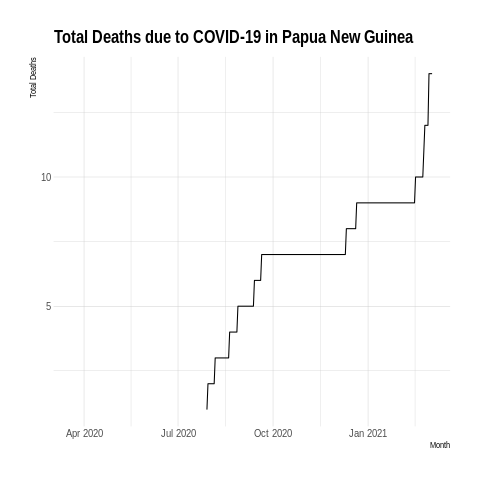 Total Deaths due to COVID-19 in Papua New Guinea
Total Deaths
10
5
Apr 2020
Jul 2020
Oct 2020
Jan 2021
Month